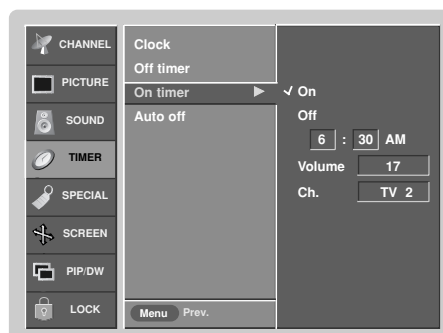 CHANNEL
PICTURE
SOUND
TIMER
SPECIAL
SCREEN
PIP/DW
LOCK
Clock
Off timer
On timer
Auto off
Menu Prev.
On
Off
6 : 30 AM
Volume 17
Ch. TV 2